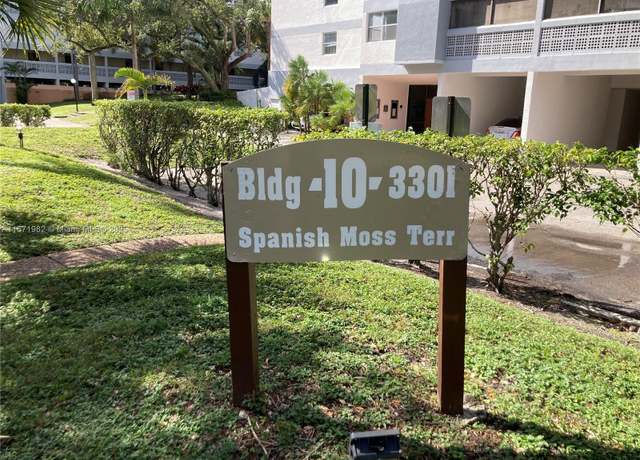 Bldg -10- 3301
Spanish Moss Terr